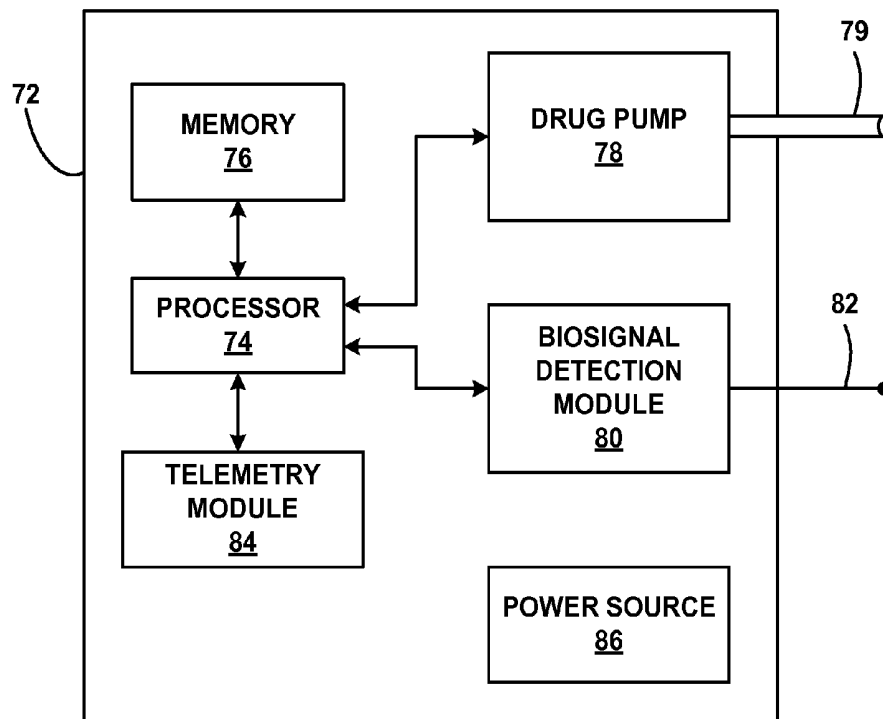 79
72
MEMORY
76
DRUG PUMP
78
PROCESSOR
74
82
BIOSIGNAL
DETECTION
MODULE
80
TELEMETRY
MODULE
84
POWER SOURCE
86